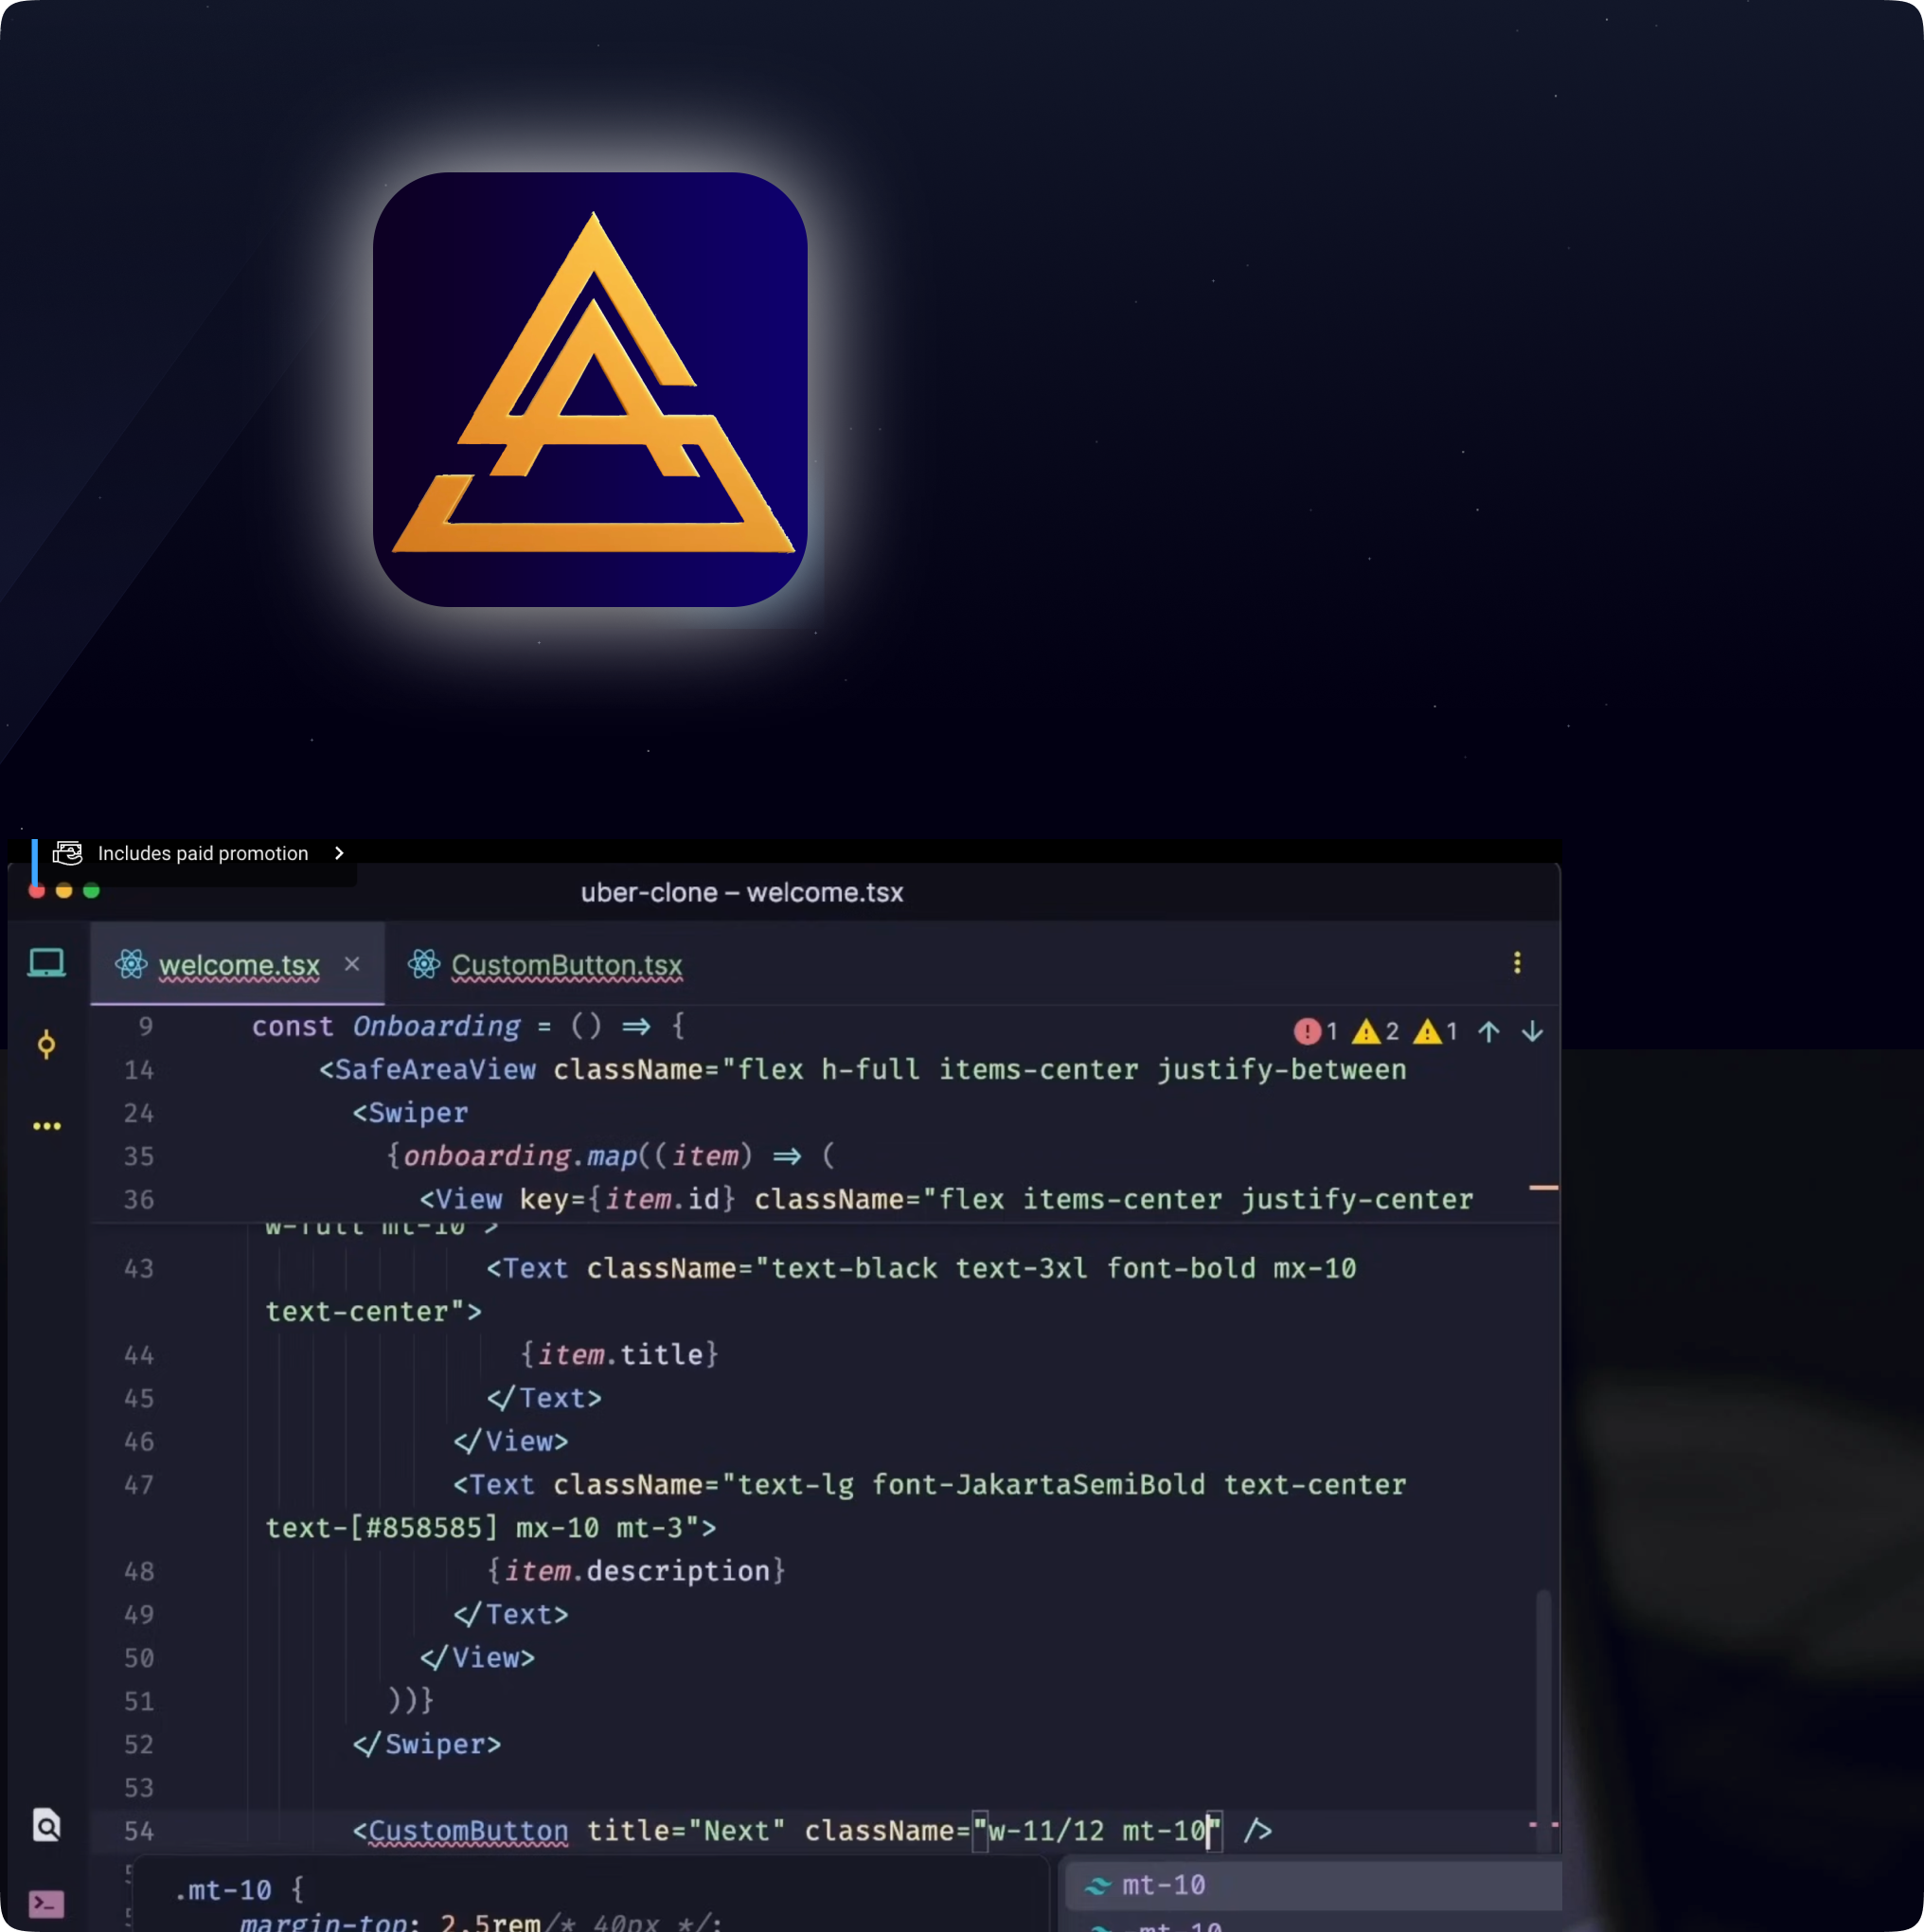 Includes paid promotion
uber-clone – welcome.tsx
welcome.tsx
CustomButton.tsx
9 const Onboarding = () => {
1 2 1
14 <SafeAreaView className="flex h-full items-center justify-between
24 <Swiper
35 {onboarding.map((item) => (
36 <View key={item.id} className="flex items-center justify-center
w-full mt-10">
43 <Text className="text-black text-3xl font-bold mx-10
text-center">
44 {item.title}
45 </Text>
46 </View>
47 <Text className="text-lg font-JakartaSemiBold text-center
text-[#858585] mx-10 mt-3">
48 {item.description}
49 </Text>
50 </View>
51 ))}
52 </Swiper>
53
54 <CustomButton title="Next" className="w-11/12 mt-10" />
.mt-10 {
margin-top: 2.5rem/* 40px */;
mt-10
-mt-10